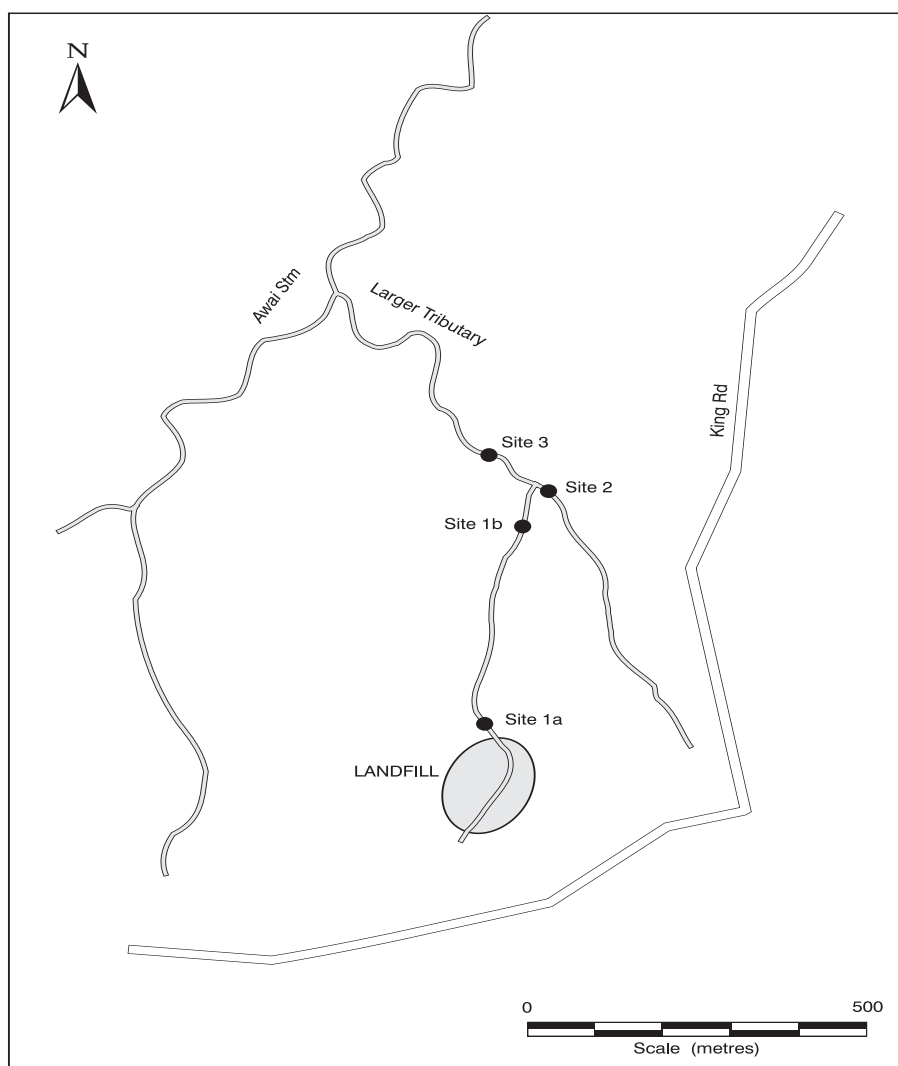 N
Awai Stm
Larger Tributary
King Rd
Site 3
Site 2
Site 1b
Site 1a
LANDFILL
0 500
Scale (metres)